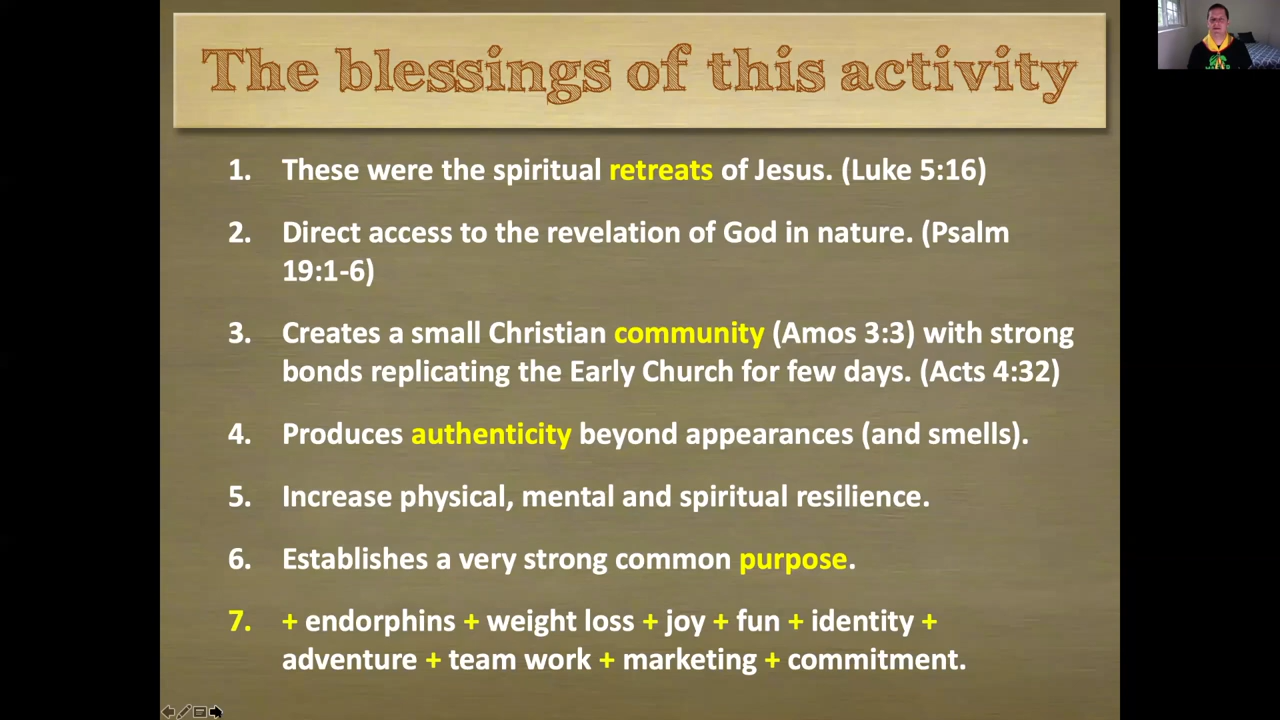 The blessings of this activity
1. These were the spiritual retreats of Jesus. (Luke 5:16)
2. Direct access to the revelation of God in nature. (Psalm
19:1-6)
3. Creates a small Christian community (Amos 3:3) with strong
bonds replicating the Early Church for few days. (Acts 4:32)
4. Produces authenticity beyond appearances (and smells).
5. Increase physical, mental and spiritual resilience.
6. Establishes a very strong common purpose.
7. + endorphins + weight loss + joy + fun + identity +
adventure + team work + marketing + commitment.